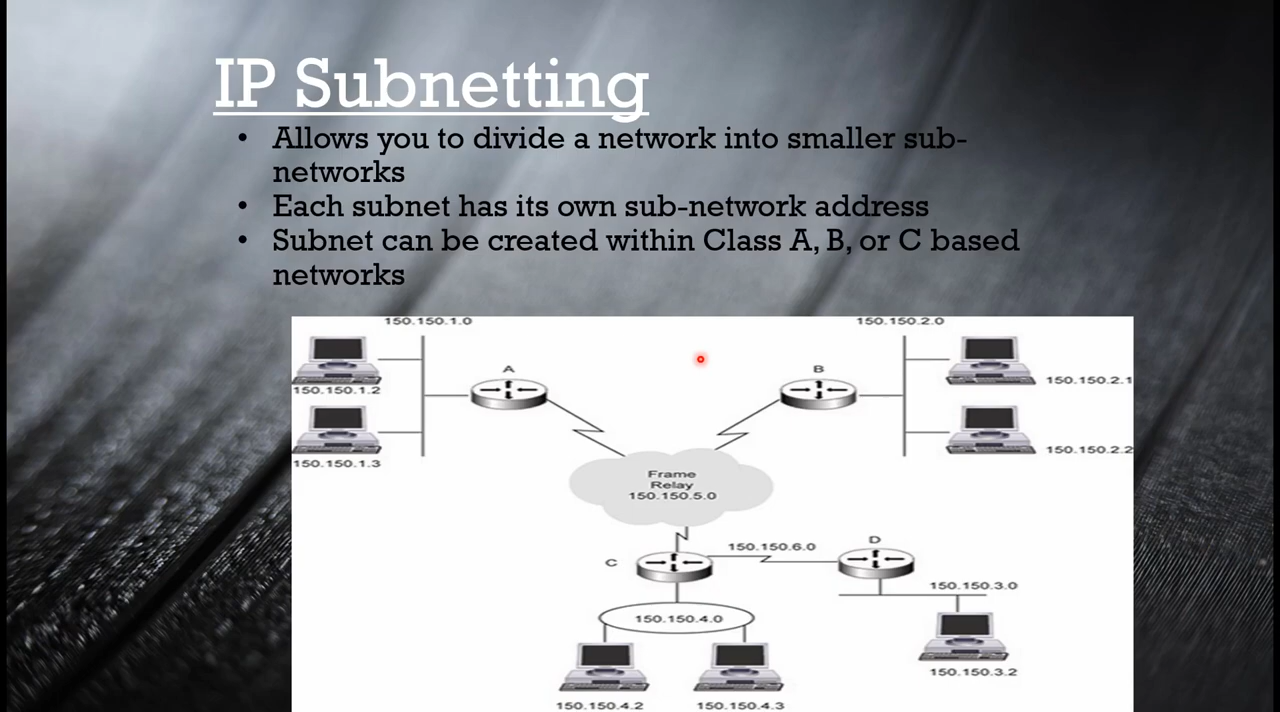 IP Subnetting
• Allows you to divide a network into smaller sub-
networks
• Each subnet has its own sub-network address
• Subnet can be created within Class A, B, or C based
networks
150.150.1.0
150.150.2.0
A
B
150.150.1.2
150.150.2.1
150.150.1.3
150.150.2.2
Frame
Relay
150.150.5.0
C
150.150.6.0
D
150.150.3.0
150.150.4.0
150.150.3.2
150.150.4.2
150.150.4.3